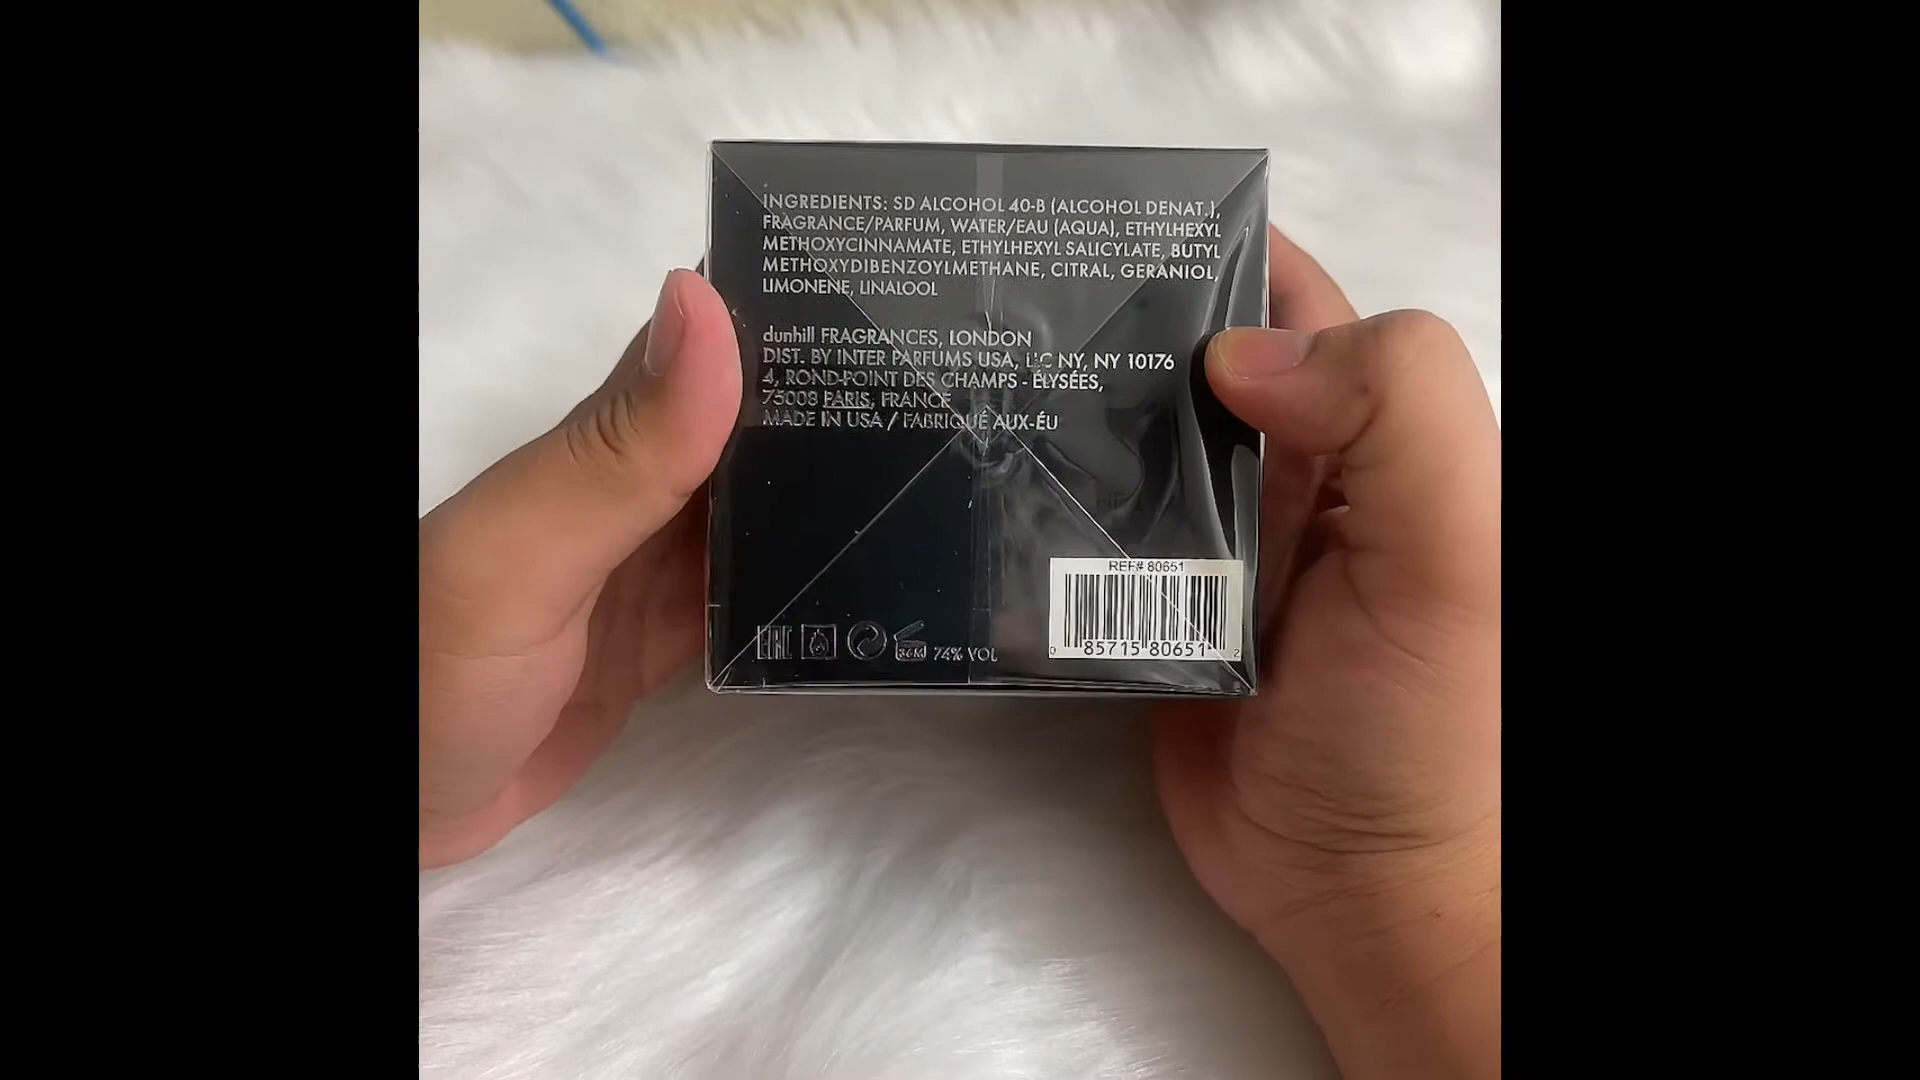 INGREDIENTS: SD ALCOHOL 40-B (ALCOHOL DENAT.),
FRAGRANCE/PARFUM, WATER/EAU (AQUA), ETHYLHEXYL
METHOXYCINNAMATE, ETHYLHEXYL SALICYLATE, BUTYL
METHOXYDIBENZOYLMETHANE, CITRAL, GERANIOL,
LIMONENE, LINALOOL
dunhill FRAGRANCES, LONDON
DIST. BY INTER PARFUMS USA, LLC NY, NY 10176
4, ROND-POINT DES CHAMPS - ÉLYSÉES,
75008 PARIS, FRANCE
MADE IN USA / FABRIQUÉ AUX-ÉU
REF# 80651
0 85715 80651 2
EAC 36M 74% VOL